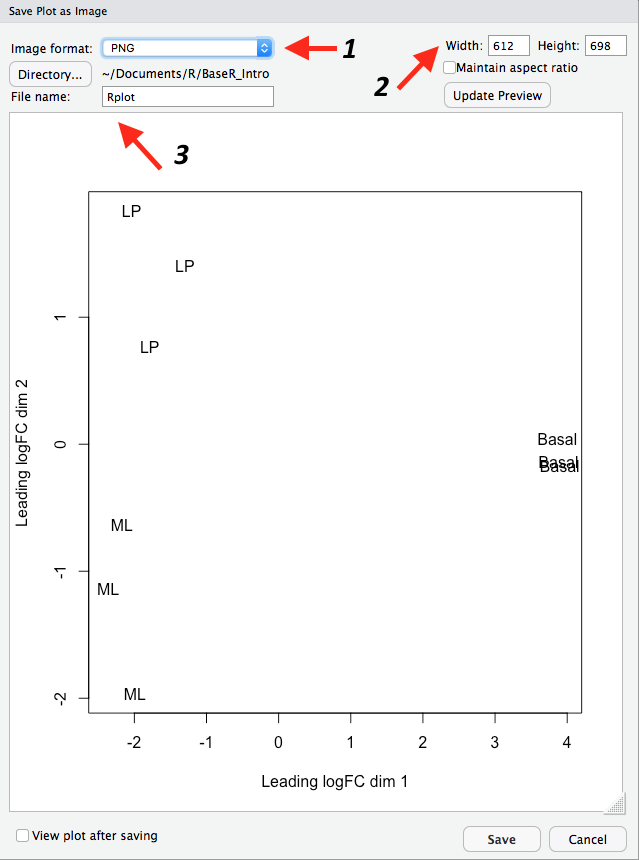 Save Plot as Image
Image format: PNG 1 Width: 612 Height: 698
Directory... ~/Documents/R/BaseR_Intro Maintain aspect ratio
File name: Rplot 2 Update Preview
3
LP
LP
1
LP
Leading logFC dim 2
0
Basal
Basal
Basal
ML
-1
ML
-2
ML
-2 -1 0 1 2 3 4
Leading logFC dim 1
View plot after saving Save Cancel